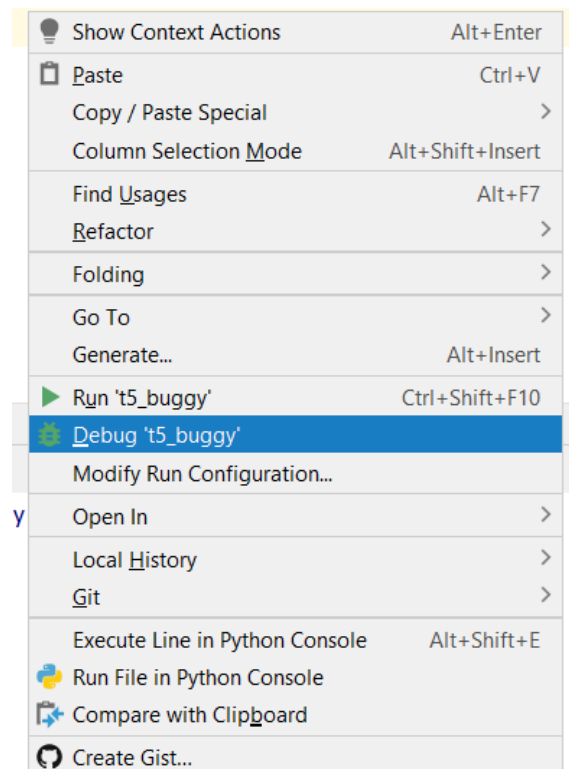 Show Context Actions Alt+Enter
Paste Ctrl+V
Copy / Paste Special
Column Selection Mode Alt+Shift+Insert
Find Usages Alt+F7
Refactor
Folding
Go To
Generate... Alt+Insert
Run 't5_buggy' Ctrl+Shift+F10
Debug 't5_buggy'
Modify Run Configuration...
y
Open In
Local History
Git
Execute Line in Python Console Alt+Shift+E
Run File in Python Console
Compare with Clipboard
Create Gist...